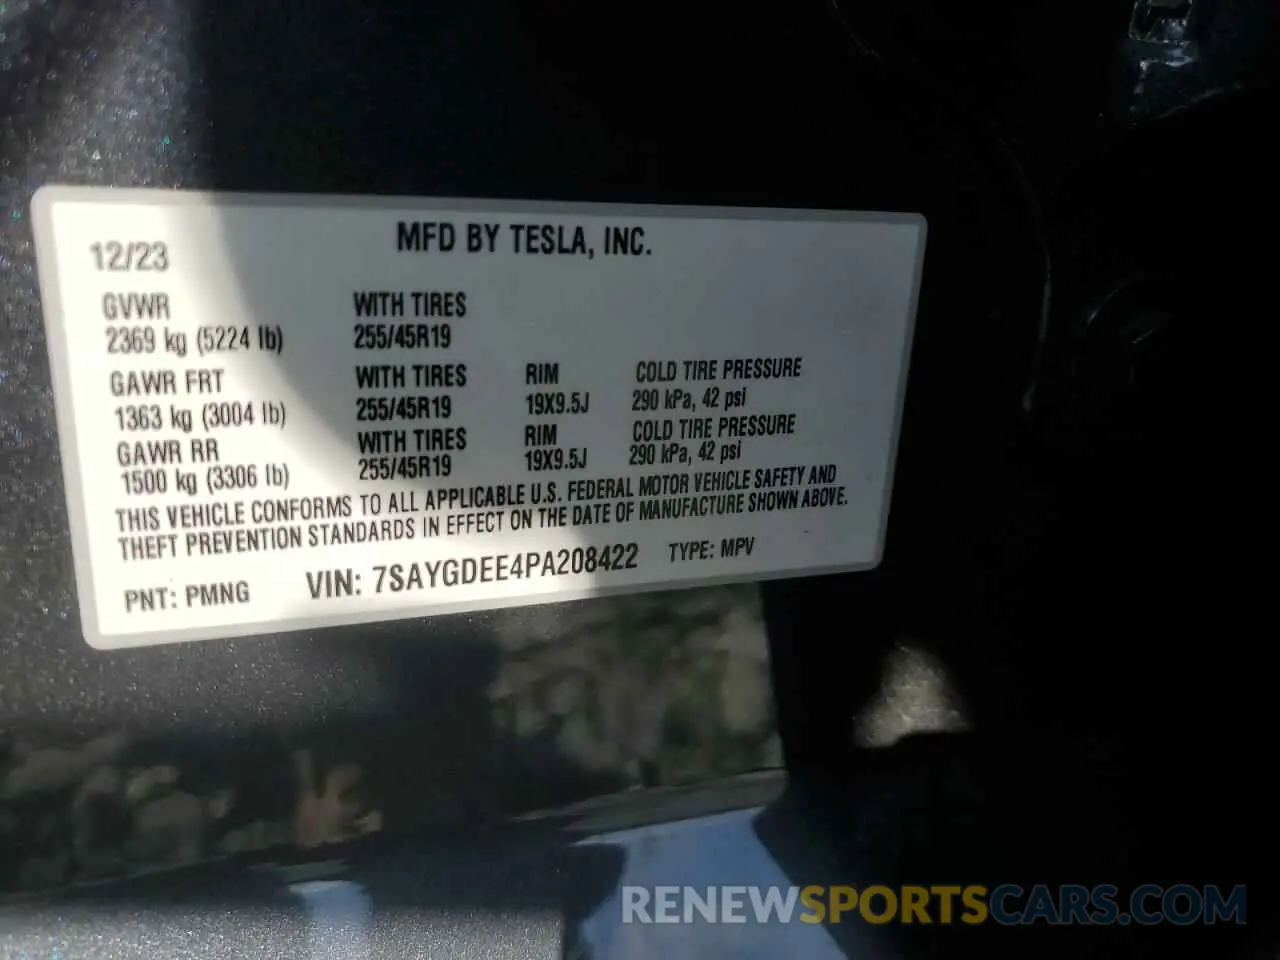 MFD BY TESLA, INC.
12/23
GVWR WITH TIRES
2369 kg (5224 lb) 255/45R19
GAWR FRT WITH TIRES RIM COLD TIRE PRESSURE
1363 kg (3004 lb) 255/45R19 19X9.5J 290 kPa, 42 psi
GAWR RR WITH TIRES RIM COLD TIRE PRESSURE
1500 kg (3306 lb) 255/45R19 19X9.5J 290 kPa, 42 psi
THIS VEHICLE CONFORMS TO ALL APPLICABLE U.S. FEDERAL MOTOR VEHICLE SAFETY AND
THEFT PREVENTION STANDARDS IN EFFECT ON THE DATE OF MANUFACTURE SHOWN ABOVE.
PNT: PMNG VIN: 7SAYGDEE4PA208422 TYPE: MPV
RENEWSPORTSCARS.COM